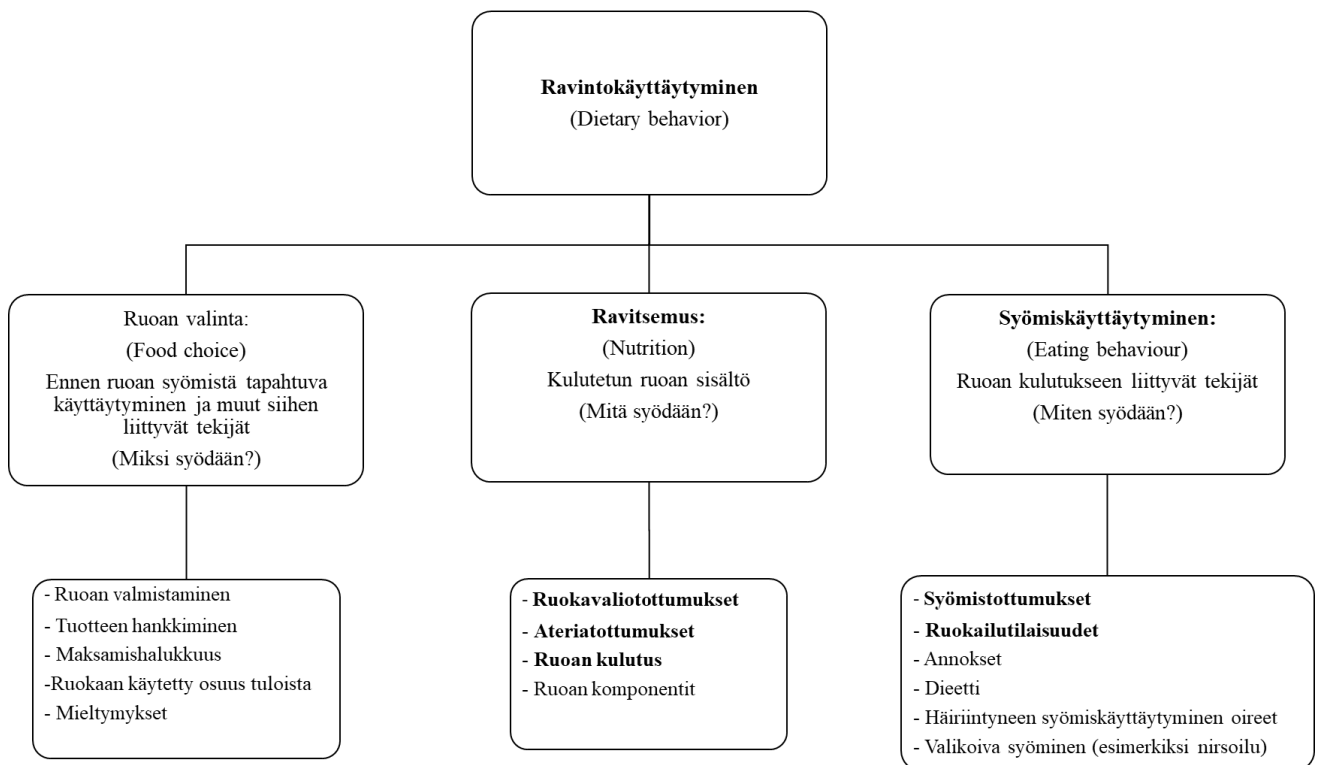 Ravintokäyttäytyminen
(Dietary behavior)
Ruoan valinta:
(Food choice)
Ennen ruoan syömistä tapahtuva
käyttäytyminen ja muut siihen
liittyvät tekijät
(Miksi syödään?)
Ravitsemus:
(Nutrition)
Kulutetun ruoan sisältö
(Mitä syödään?)
Syömiskäyttäytyminen:
(Eating behaviour)
Ruoan kulutukseen liittyvät tekijät
(Miten syödään?)
- Ruoan valmistaminen
- Tuotteen hankkiminen
- Maksamishalukkuus
-Ruokaan käytetty osuus tuloista
- Mieltymykset
- Ruokavaliotottumukset
- Ateriatottumukset
- Ruoan kulutus
- Ruoan komponentit
- Syömistottumukset
- Ruokailutilaisuudet
- Annokset
- Dieetti
- Häiriintyneen syömiskäyttäytyminen oireet
- Valikoiva syöminen (esimerkiksi nirsoilu)